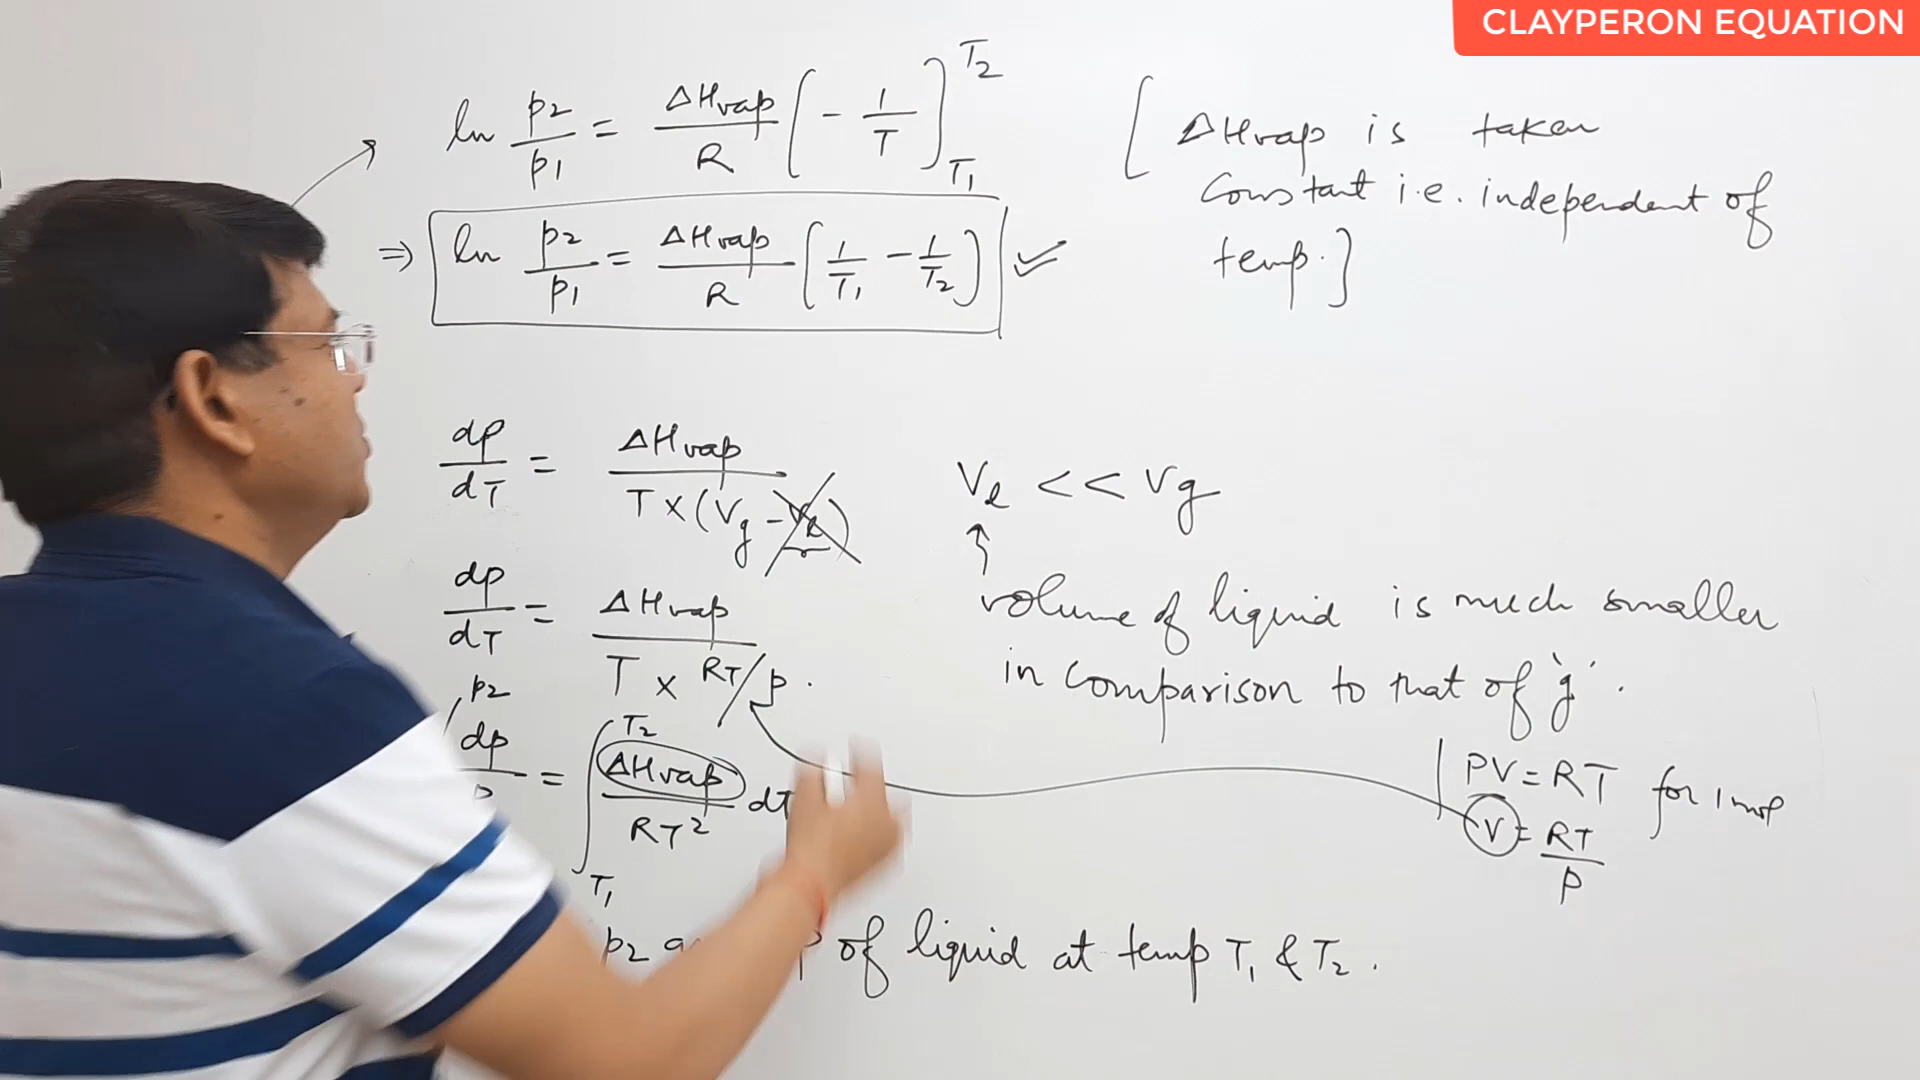 CLAYPERON EQUATION
ln p2/p1 = ΔHvap/R [- 1/T]T2 T1
[ΔHvap is taken
constant i.e. independent of
temp.]
⇒ ln p2/p1 = ΔHvap/R [1/T1 - 1/T2]
dp/dT = ΔHvap / T × (Vg - Vl)
Vl << Vg
volume of liquid is much smaller
in comparison to that of 'g'.
dp/dT = ΔHvap / T × RT/p.
∫p2 dp/p = ∫T2 T1 ΔHvap/RT² dT
PV = RT for 1 mol
V = RT/P
p2 of liquid at temp T1 & T2.